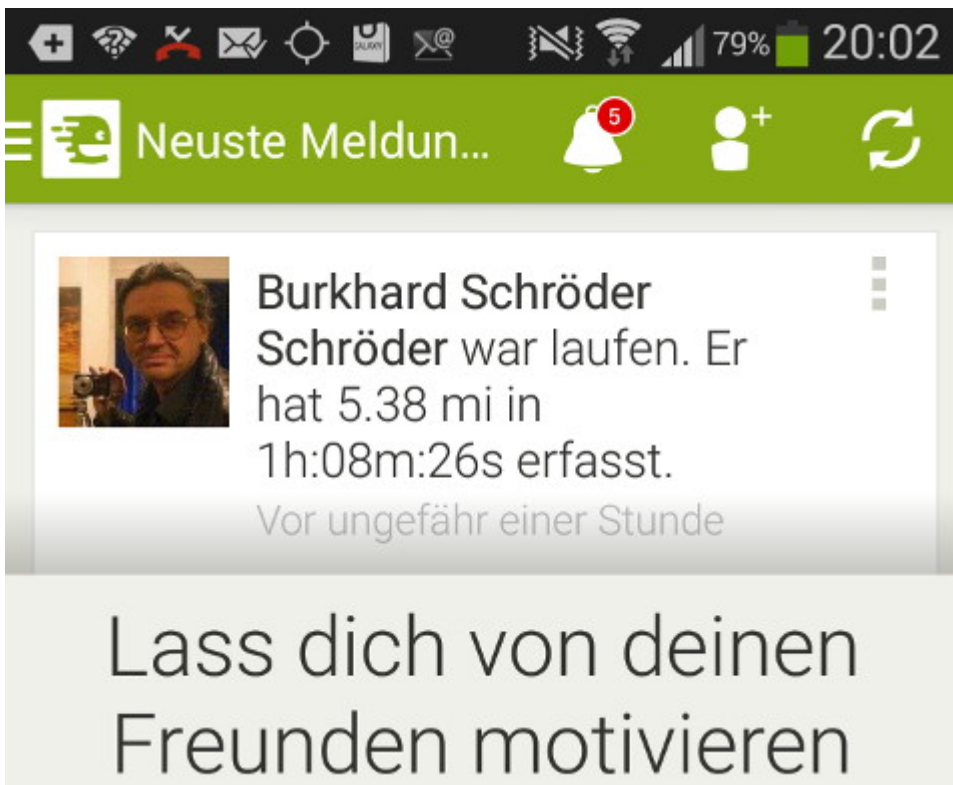 79% 20:02
Neuste Meldun... 5
Burkhard Schröder
Schröder war laufen. Er
hat 5.38 mi in
1h:08m:26s erfasst.
Vor ungefähr einer Stunde
Lass dich von deinen
Freunden motivieren